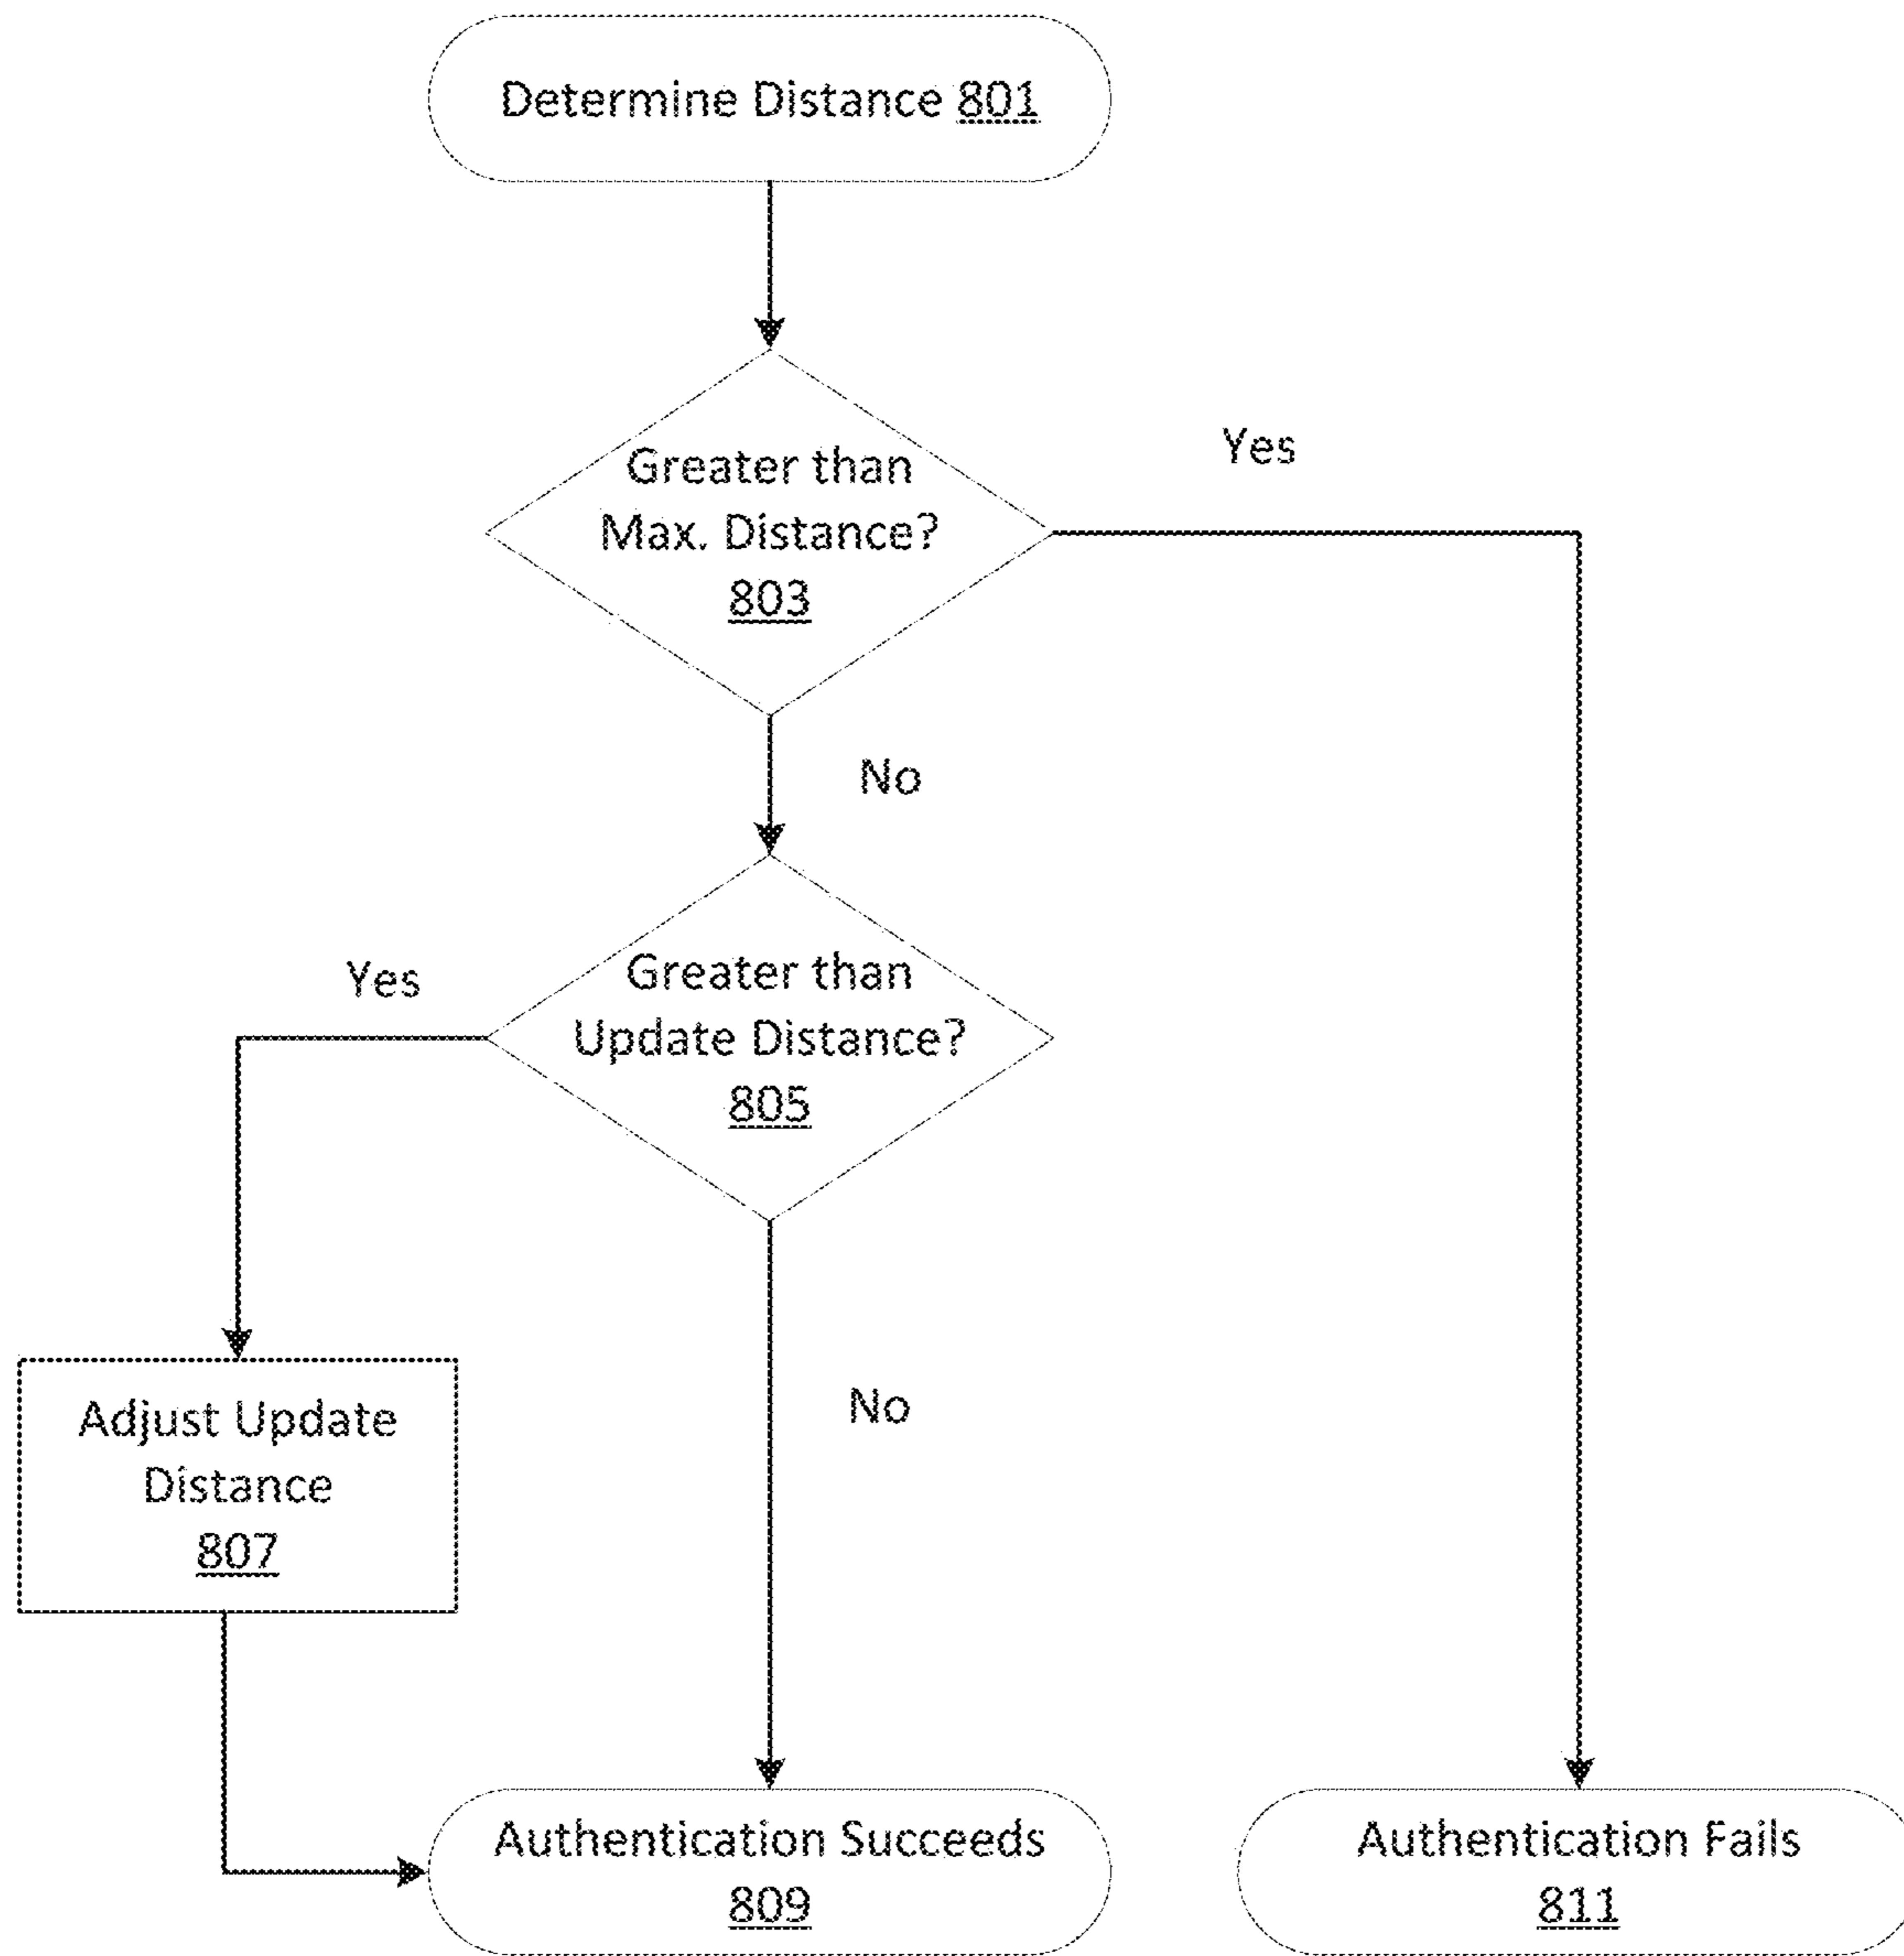 Determine Distance 801
Greater than
Max. Distance?
803
Yes
No
Greater than
Update Distance?
805
Yes
No
Adjust Update
Distance
807
Authentication Succeeds
809
Authentication Fails
811